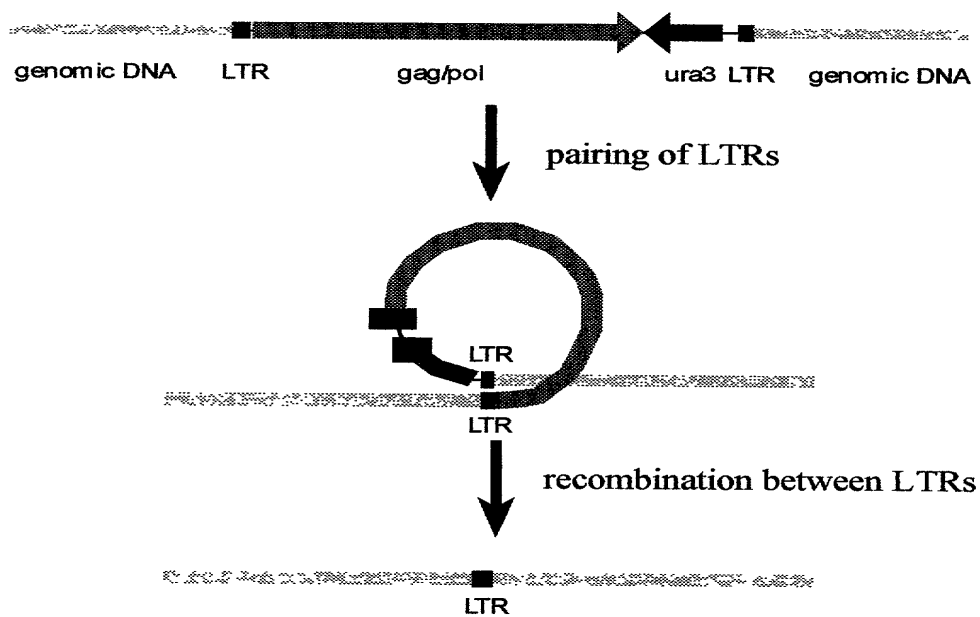 genomic DNA LTR gag/pol ura3 LTR genomic DNA
pairing of LTRs
LTR
LTR
recombination between LTRs
LTR